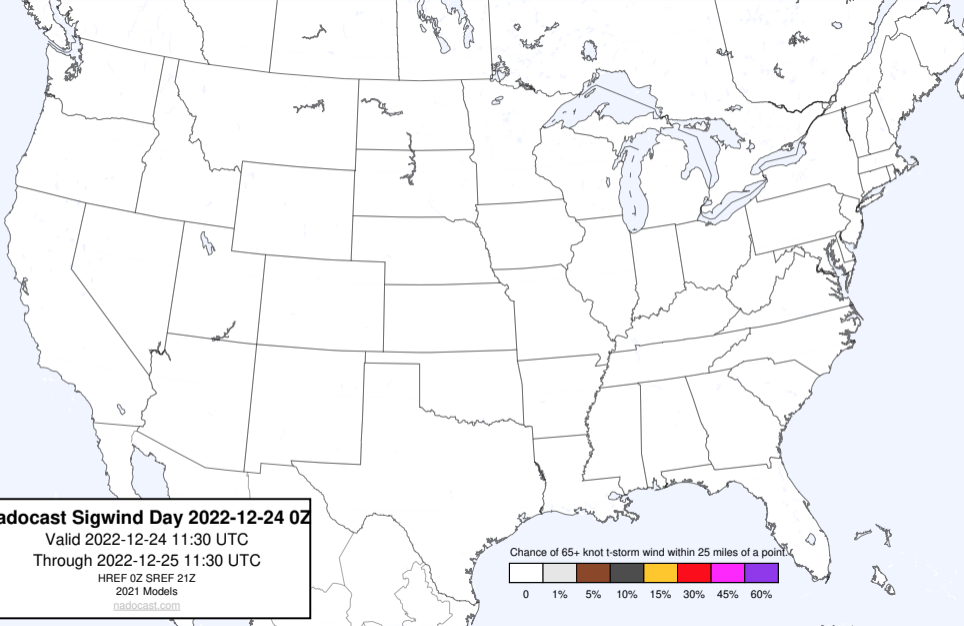 adocast Sigwind Day 2022-12-24 0Z
Valid 2022-12-24 11:30 UTC
Through 2022-12-25 11:30 UTC
HREF 0Z SREF 21Z
2021 Models
nadocast.com
Chance of 65+ knot t-storm wind within 25 miles of a point.
0 1% 5% 10% 15% 30% 45% 60%